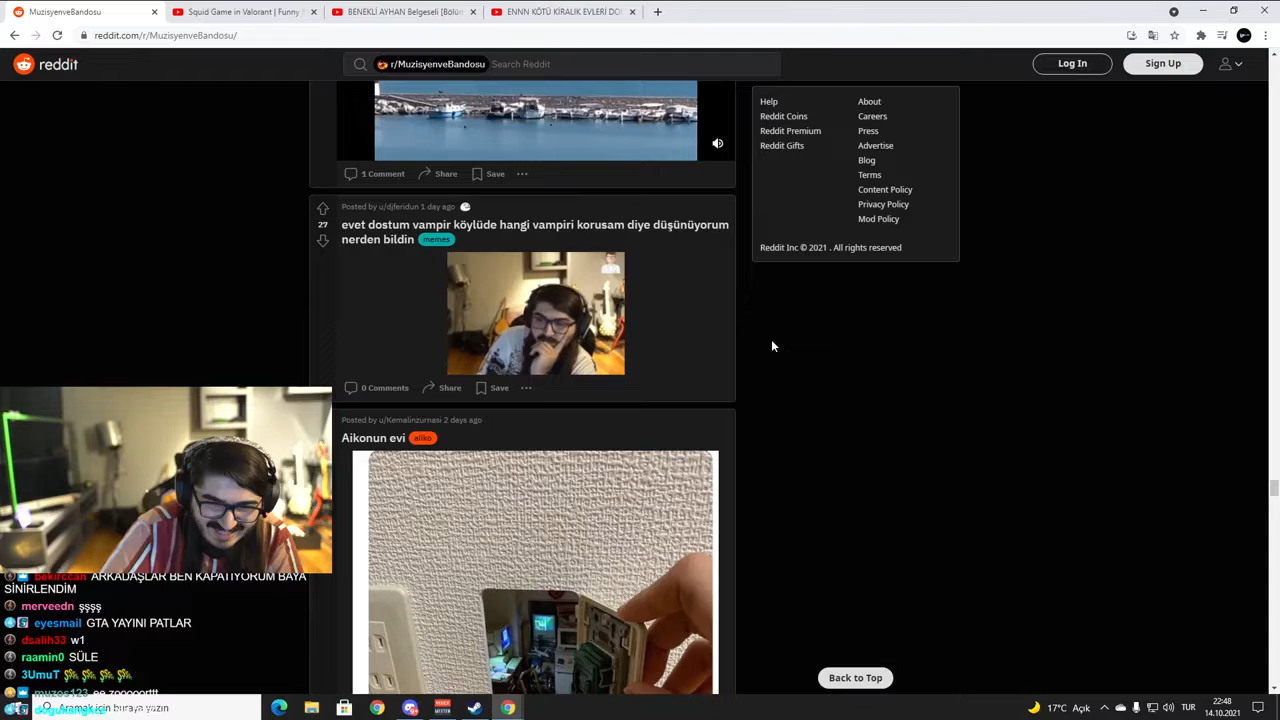 MuzisyenveBandosu
Squid Game in Valorant | Funny
BENEKLİ AYHAN Belgeseli [Bölüm
ENNN KÖTÜ KİRALIK EVLERİ DO
reddit.com/r/MuzisyenveBandosu/
reddit
r/MuzisyenveBandosu
Search Reddit
Log In
Sign Up
Help
About
Reddit Coins
Careers
Reddit Premium
Press
Reddit Gifts
Advertise
Blog
Terms
Content Policy
Privacy Policy
Mod Policy
Reddit Inc © 2021 . All rights reserved
1 Comment
Share
Save
Posted by u/djferidun 1 day ago
27
evet dostum vampir köylüde hangi vampiri korusam diye düşünüyorum
nerden bildin memes
0 Comments
Share
Save
Posted by u/Kemalinzurnasi 2 days ago
Aikonun evi aliko
bekirccan ARKADAŞLAR BEN KAPATIYORUM BAYA
SİNİRLENDİM
merveedn şşşş
eyesmail GTA YAYINI PATLAR
dsalih33 w1
raamin0 SÜLE
3UmuT
muzos123 ee zooooorttt
Aramak için buraya yazın
Back to Top
17°C Açık
TUR
22:48
14.10.2021